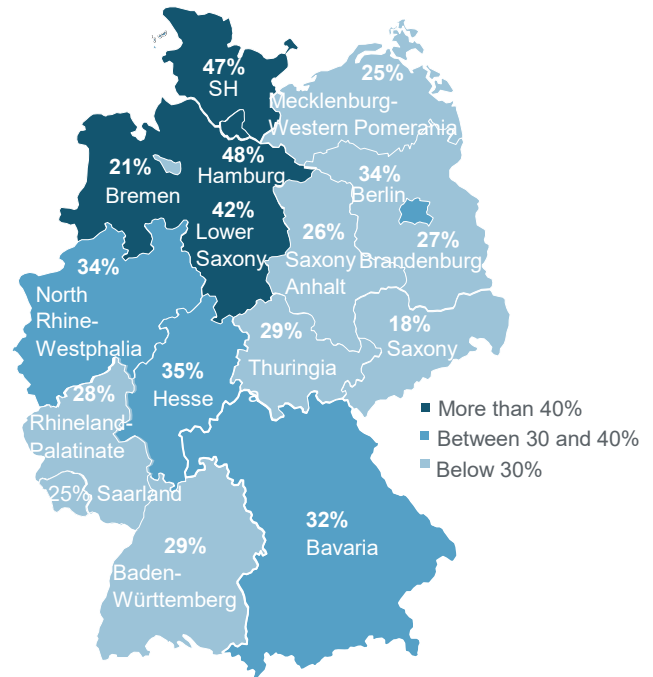 47%
SH
25%
Mecklenburg-
Western Pomerania
48%
Hamburg
21%
Bremen
34%
Berlin
42%
Lower
Saxony
26%
Saxony
Anhalt
27%
Brandenburg
34%
North
Rhine-
Westphalia
18%
Saxony
29%
Thuringia
a
35%
Hesse
28%
Rhineland-
Palatinate
25% Saarland
32%
Bavaria
29%
Baden-
Württemberg
More than 40%
Between 30 and 40%
Below 30%